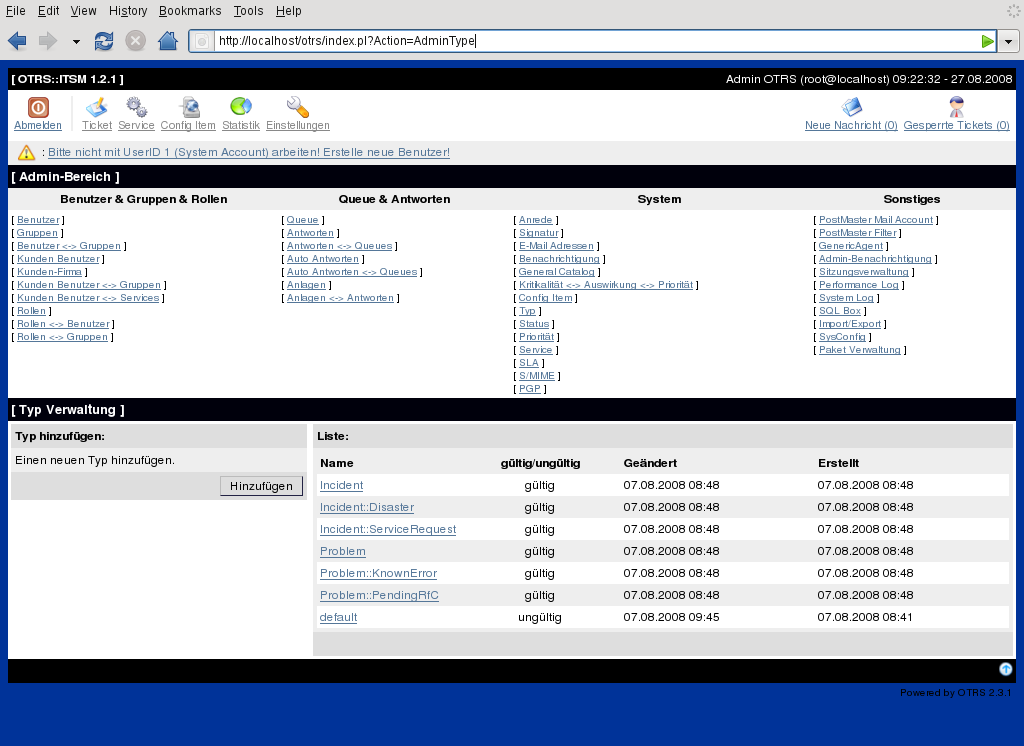 File Edit View History Bookmarks Tools Help
http://localhost/otrs/index.pl?Action=AdminType
[ OTRS::ITSM 1.2.1 ] Admin OTRS (root@localhost) 09:22:32 - 27.08.2008
Abmelden Ticket Service Config Item Statistik Einstellungen Neue Nachricht (0) Gesperrte Tickets (0)
: Bitte nicht mit UserID 1 (System Account) arbeiten! Erstelle neue Benutzer!
[ Admin-Bereich ]
Benutzer & Gruppen & Rollen
[ Benutzer ]
[ Gruppen ]
[ Benutzer <-> Gruppen ]
[ Kunden Benutzer ]
[ Kunden-Firma ]
[ Kunden Benutzer <-> Gruppen ]
[ Kunden Benutzer <-> Services ]
[ Rollen ]
[ Rollen <-> Benutzer ]
[ Rollen <-> Gruppen ]
Queue & Antworten
[ Queue ]
[ Antworten ]
[ Antworten <-> Queues ]
[ Auto Antworten ]
[ Auto Antworten <-> Queues ]
[ Anlagen ]
[ Anlagen <-> Antworten ]
System
[ Anrede ]
[ Signatur ]
[ E-Mail Adressen ]
[ Benachrichtigung ]
[ General Catalog ]
[ Kritikalität <-> Auswirkung <-> Priorität ]
[ Config Item ]
[ Typ ]
[ Status ]
[ Priorität ]
[ Service ]
[ SLA ]
[ S/MIME ]
[ PGP ]
Sonstiges
[ PostMaster Mail Account ]
[ PostMaster Filter ]
[ GenericAgent ]
[ Admin-Benachrichtigung ]
[ Sitzungsverwaltung ]
[ Performance Log ]
[ System Log ]
[ SQL Box ]
[ Import/Export ]
[ SysConfig ]
[ Paket Verwaltung ]
[ Typ Verwaltung ]
Typ hinzufügen:
Einen neuen Typ hinzufügen.
Hinzufügen
Liste:
Name gültig/ungültig Geändert Erstellt
Incident gültig 07.08.2008 08:48 07.08.2008 08:48
Incident::Disaster gültig 07.08.2008 08:48 07.08.2008 08:48
Incident::ServiceRequest gültig 07.08.2008 08:48 07.08.2008 08:48
Problem gültig 07.08.2008 08:48 07.08.2008 08:48
Problem::KnownError gültig 07.08.2008 08:48 07.08.2008 08:48
Problem::PendingRfC gültig 07.08.2008 08:48 07.08.2008 08:48
default ungültig 07.08.2008 09:45 07.08.2008 08:41
Powered by OTRS 2.3.1